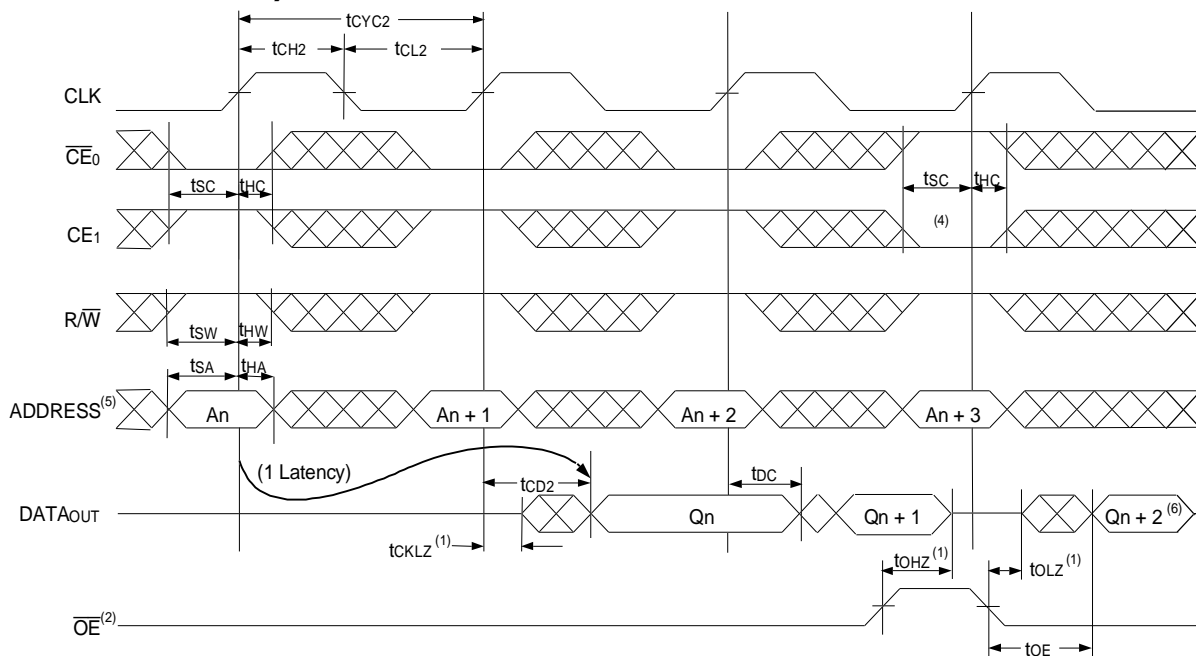 tCYC2
tCH2
tCL2
CLK
CE0
tSC tHC tSC tHC
CE1 (4)
R/W
tSW tHW
tSA tHA
ADDRESS(5) An An + 1 An + 2 An + 3
(1 Latency) tCD2 tDC
DATAOUT Qn Qn + 1 Qn + 2 (6)
tCKLZ (1) tOHZ (1) tOLZ (1)
OE(2)
tOE